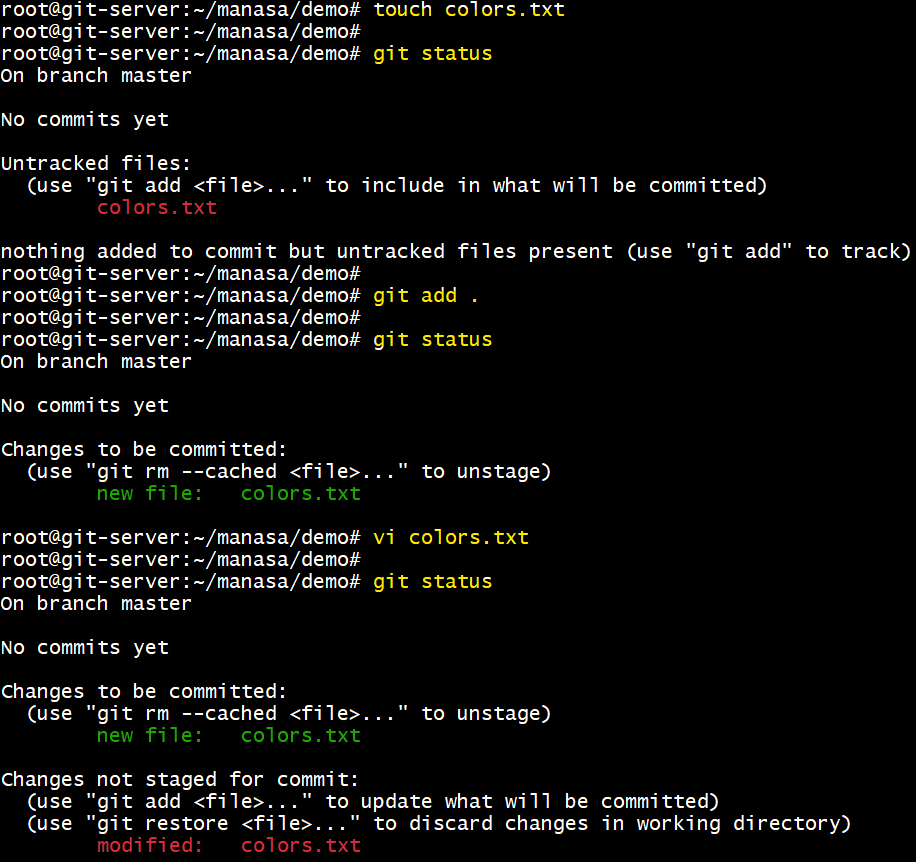 root@git-server:~/manasa/demo# touch colors.txt
root@git-server:~/manasa/demo#
root@git-server:~/manasa/demo# git status
On branch master
No commits yet
Untracked files:
  (use "git add <file>..." to include in what will be committed)
        colors.txt
nothing added to commit but untracked files present (use "git add" to track)
root@git-server:~/manasa/demo#
root@git-server:~/manasa/demo# git add .
root@git-server:~/manasa/demo#
root@git-server:~/manasa/demo# git status
On branch master
No commits yet
Changes to be committed:
  (use "git rm --cached <file>..." to unstage)
        new file:   colors.txt
root@git-server:~/manasa/demo# vi colors.txt
root@git-server:~/manasa/demo#
root@git-server:~/manasa/demo# git status
On branch master
No commits yet
Changes to be committed:
  (use "git rm --cached <file>..." to unstage)
        new file:   colors.txt
Changes not staged for commit:
  (use "git add <file>..." to update what will be committed)
  (use "git restore <file>..." to discard changes in working directory)
        modified:   colors.txt